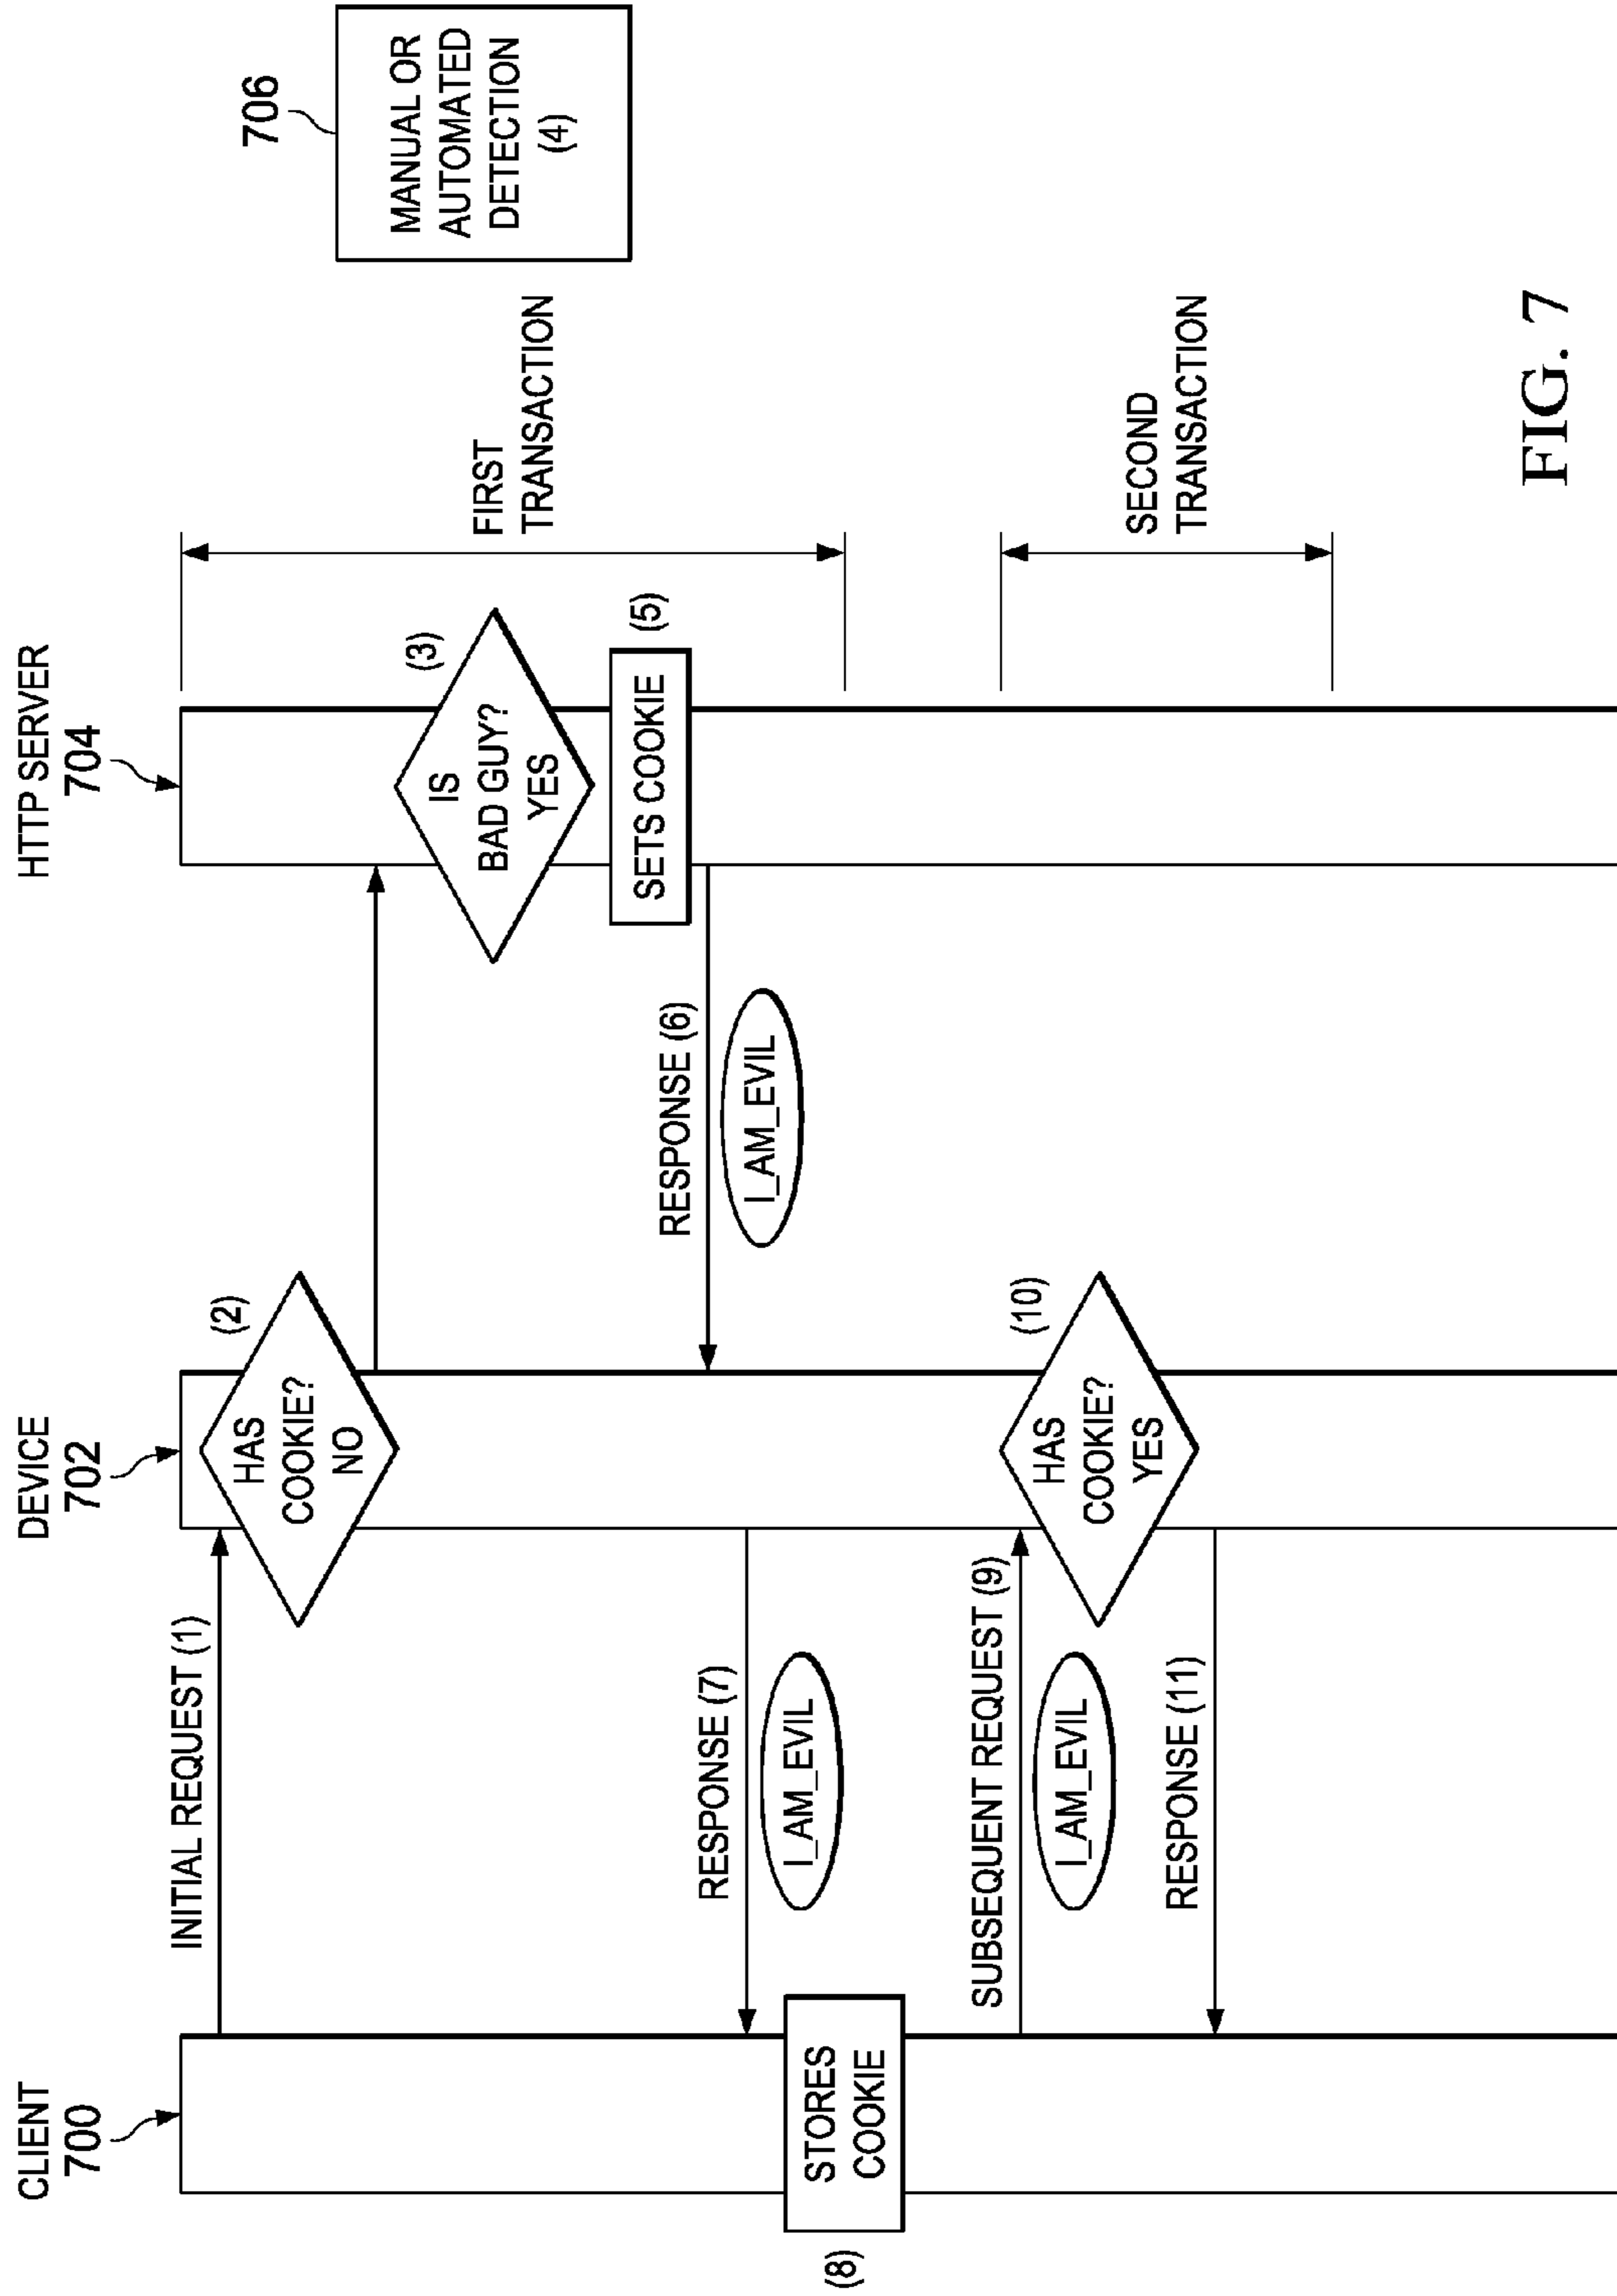 CLIENT
700
DEVICE
702
HTTP SERVER
704
706
MANUAL OR
AUTOMATED
DETECTION
(4)
INITIAL REQUEST (1)
(2)
HAS
COOKIE?
NO
(3)
IS
BAD GUY?
YES
SETS COOKIE
(5)
FIRST
TRANSACTION
RESPONSE (6)
I_AM_EVIL
RESPONSE (7)
I_AM_EVIL
STORES
COOKIE
(8)
SUBSEQUENT REQUEST (9)
I_AM_EVIL
(10)
HAS
COOKIE?
YES
RESPONSE (11)
SECOND
TRANSACTION
FIG. 7